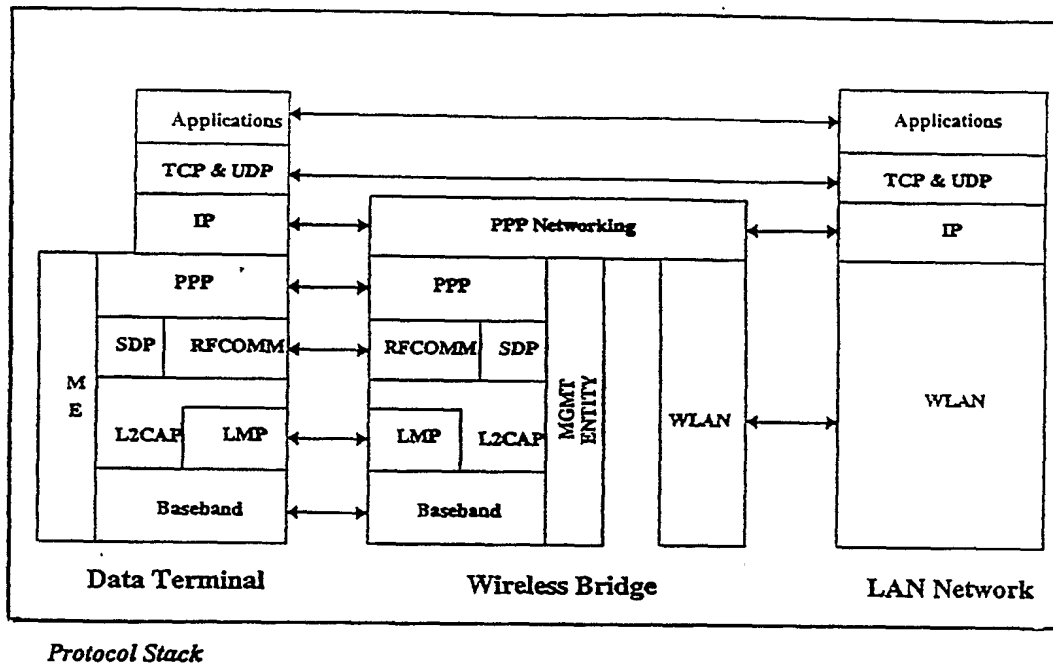 Applications
TCP & UDP
IP
PPP
SDP
RFCOMM
M
E
L2CAP
LMP
Baseband
Data Terminal
PPP Networking
PPP
RFCOMM
SDP
LMP
L2CAP
Baseband
MGMT
ENTITY
WLAN
Wireless Bridge
Applications
TCP & UDP
IP
WLAN
LAN Network
Protocol Stack